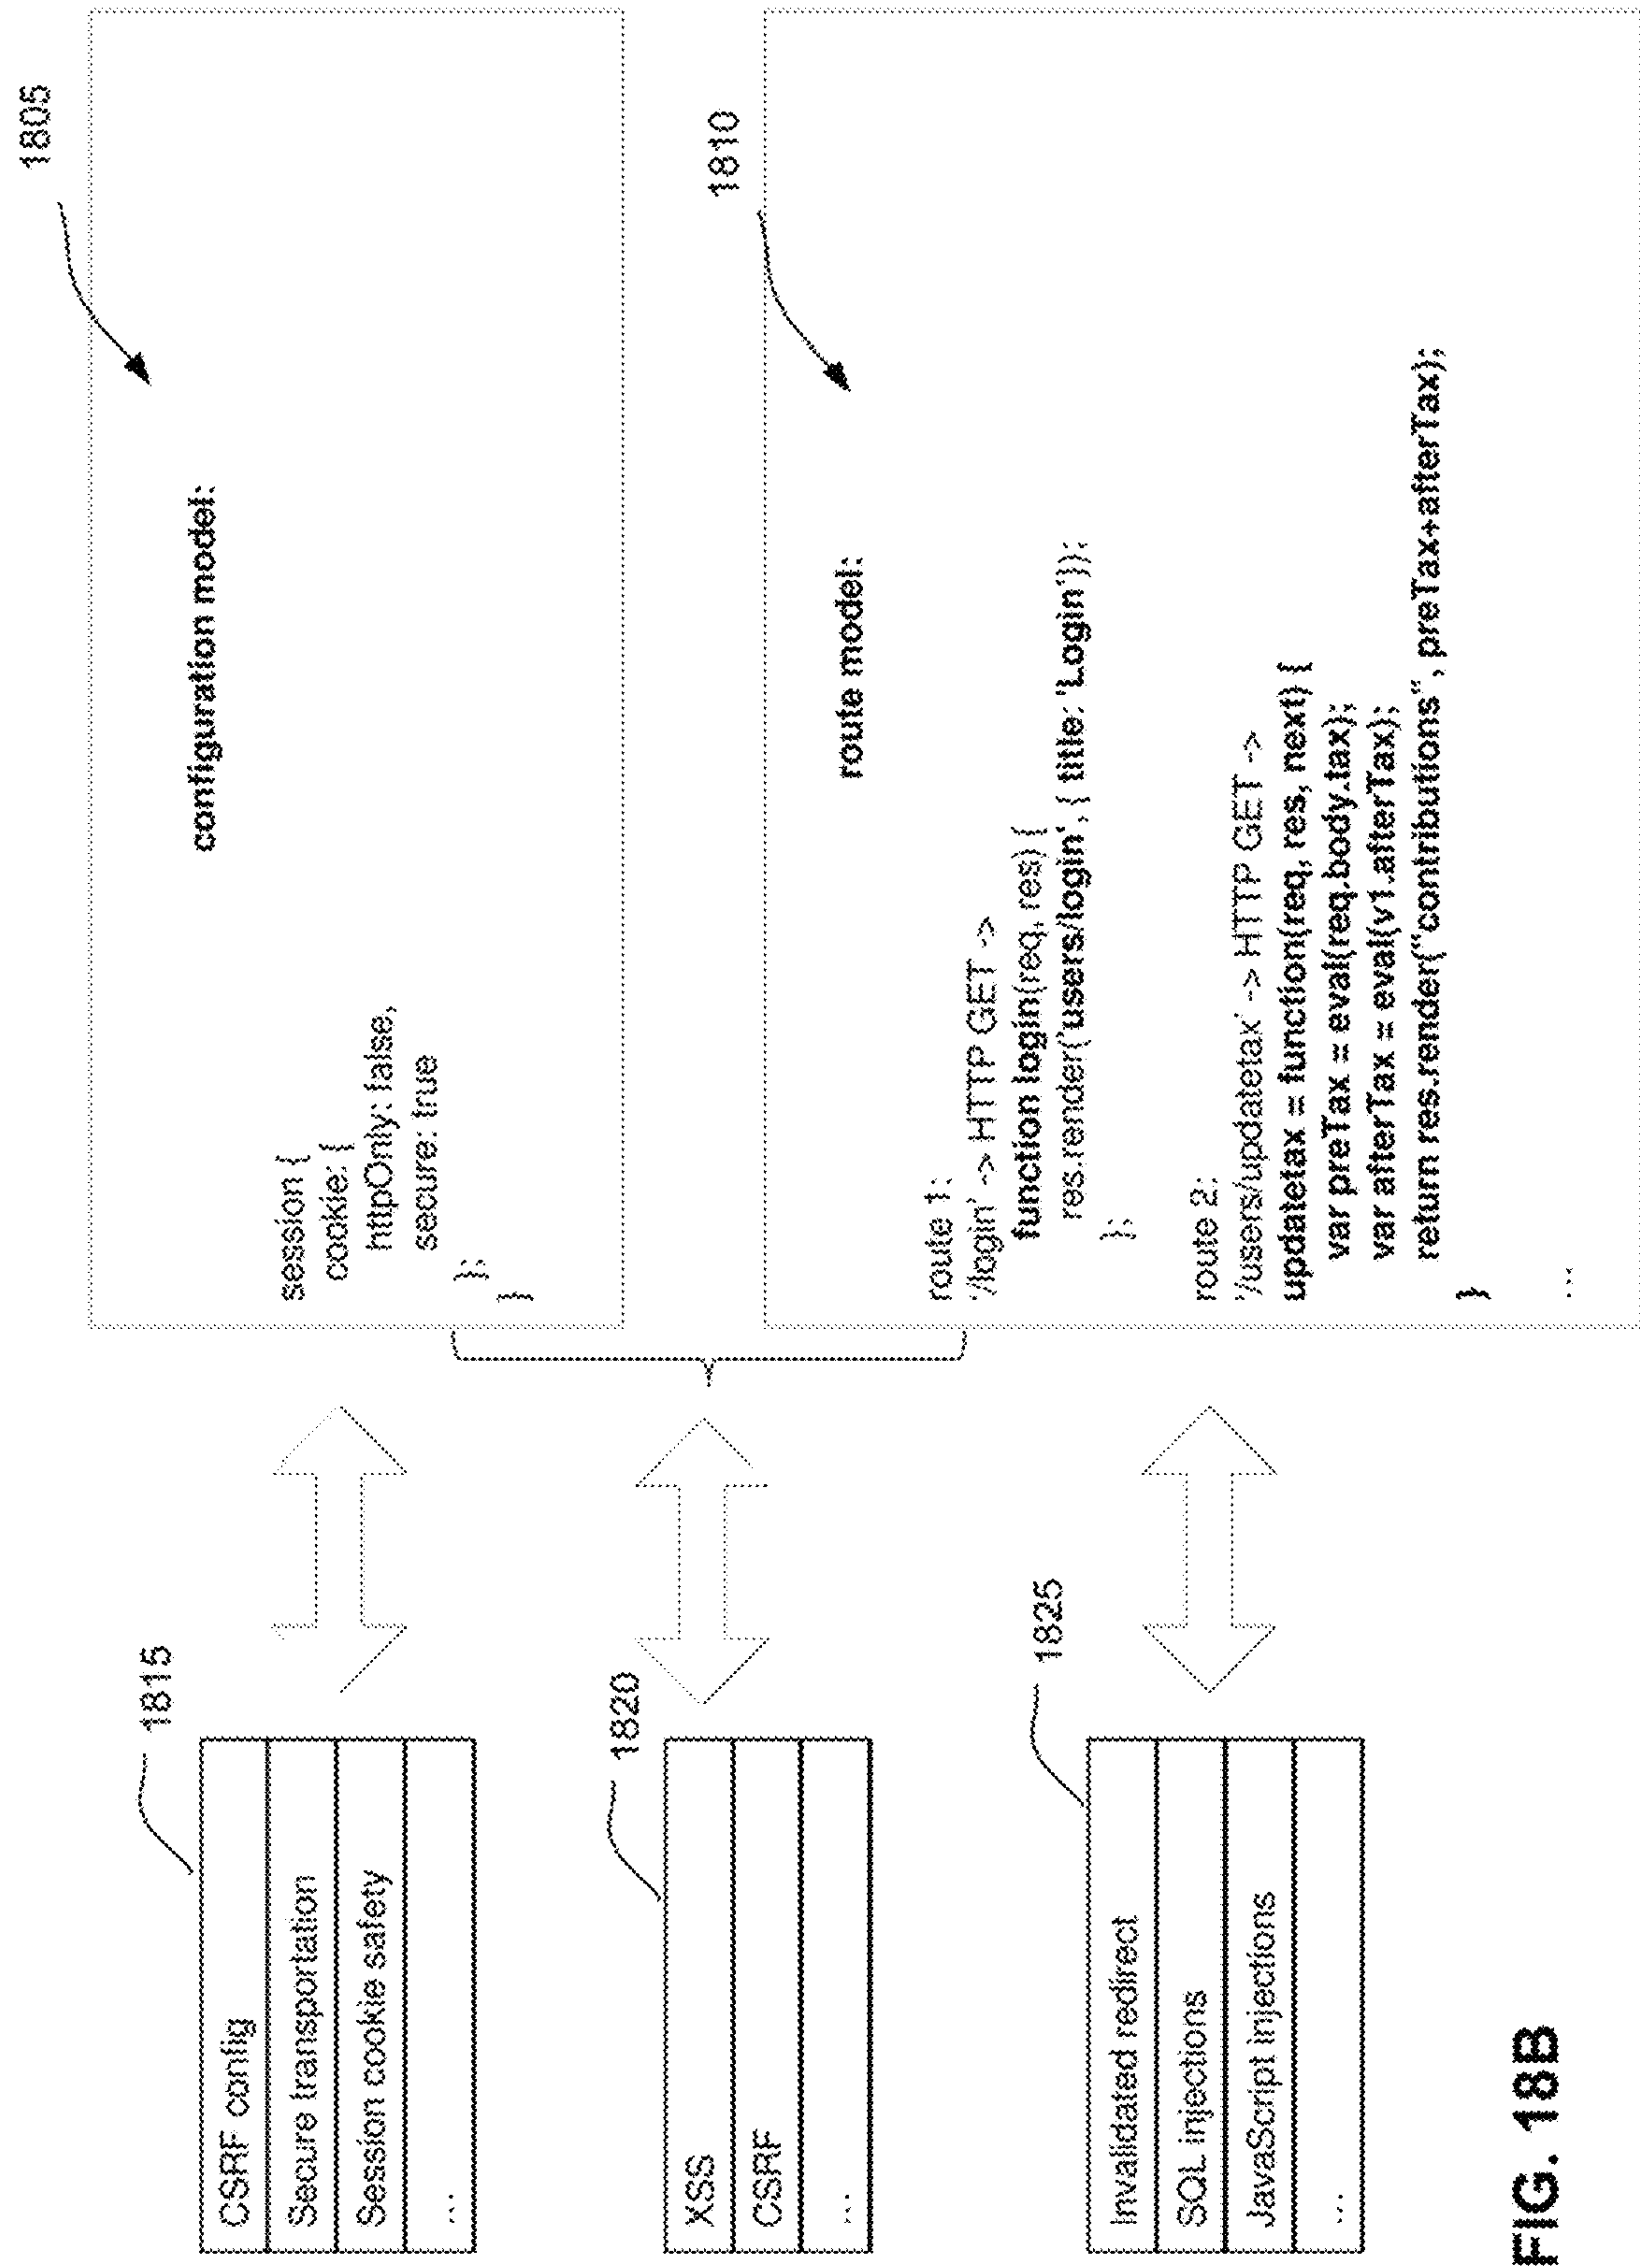 1805
configuration model:
session {
cookie: {
httpOnly: false,
secure: true
};
}
1810
route model:
route 1:
'/login' -> HTTP GET ->
function login(req, res) {
res.render('users/login', { title: 'Login'});
};
route 2:
'/users/updatetax' -> HTTP GET ->
updatetax = function(req, res, next) {
var preTax = eval(req.body.tax);
var afterTax = eval(v1.afterTax);
return res.render("contributions", preTax+afterTax);
}
...
1815
CSRF config
Secure transportation
Session cookie safety
...
1820
XSS
CSRF
...
1825
Invalidated redirect
SQL injections
JavaScript injections
...
FIG. 18B